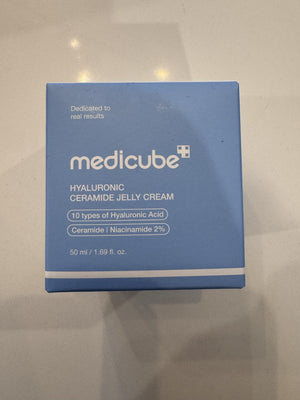 Dedicated to
real results
medicube
HYALURONIC
CERAMIDE JELLY CREAM
10 types of Hyaluronic Acid
Ceramide | Niacinamide 2%
50 ml / 1.69 fl. oz.